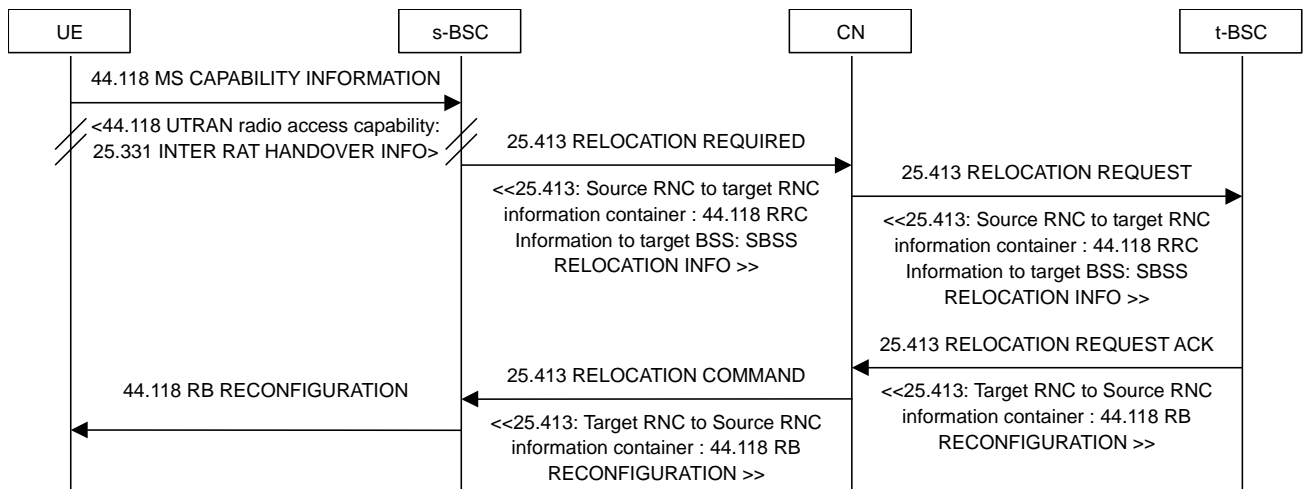 UE
s-BSC
CN
t-BSC
44.118 MS CAPABILITY INFORMATION
<44.118 UTRAN radio access capability:
25.331 INTER RAT HANDOVER INFO>
25.413 RELOCATION REQUIRED
<<25.413: Source RNC to target RNC
information container : 44.118 RRC
Information to target BSS: SBSS
RELOCATION INFO >>
25.413 RELOCATION REQUEST
<<25.413: Source RNC to target RNC
information container : 44.118 RRC
Information to target BSS: SBSS
RELOCATION INFO >>
25.413 RELOCATION REQUEST ACK
<<25.413: Target RNC to Source RNC
information container : 44.118 RB
RECONFIGURATION >>
25.413 RELOCATION COMMAND
<<25.413: Target RNC to Source RNC
information container : 44.118 RB
RECONFIGURATION >>
44.118 RB RECONFIGURATION